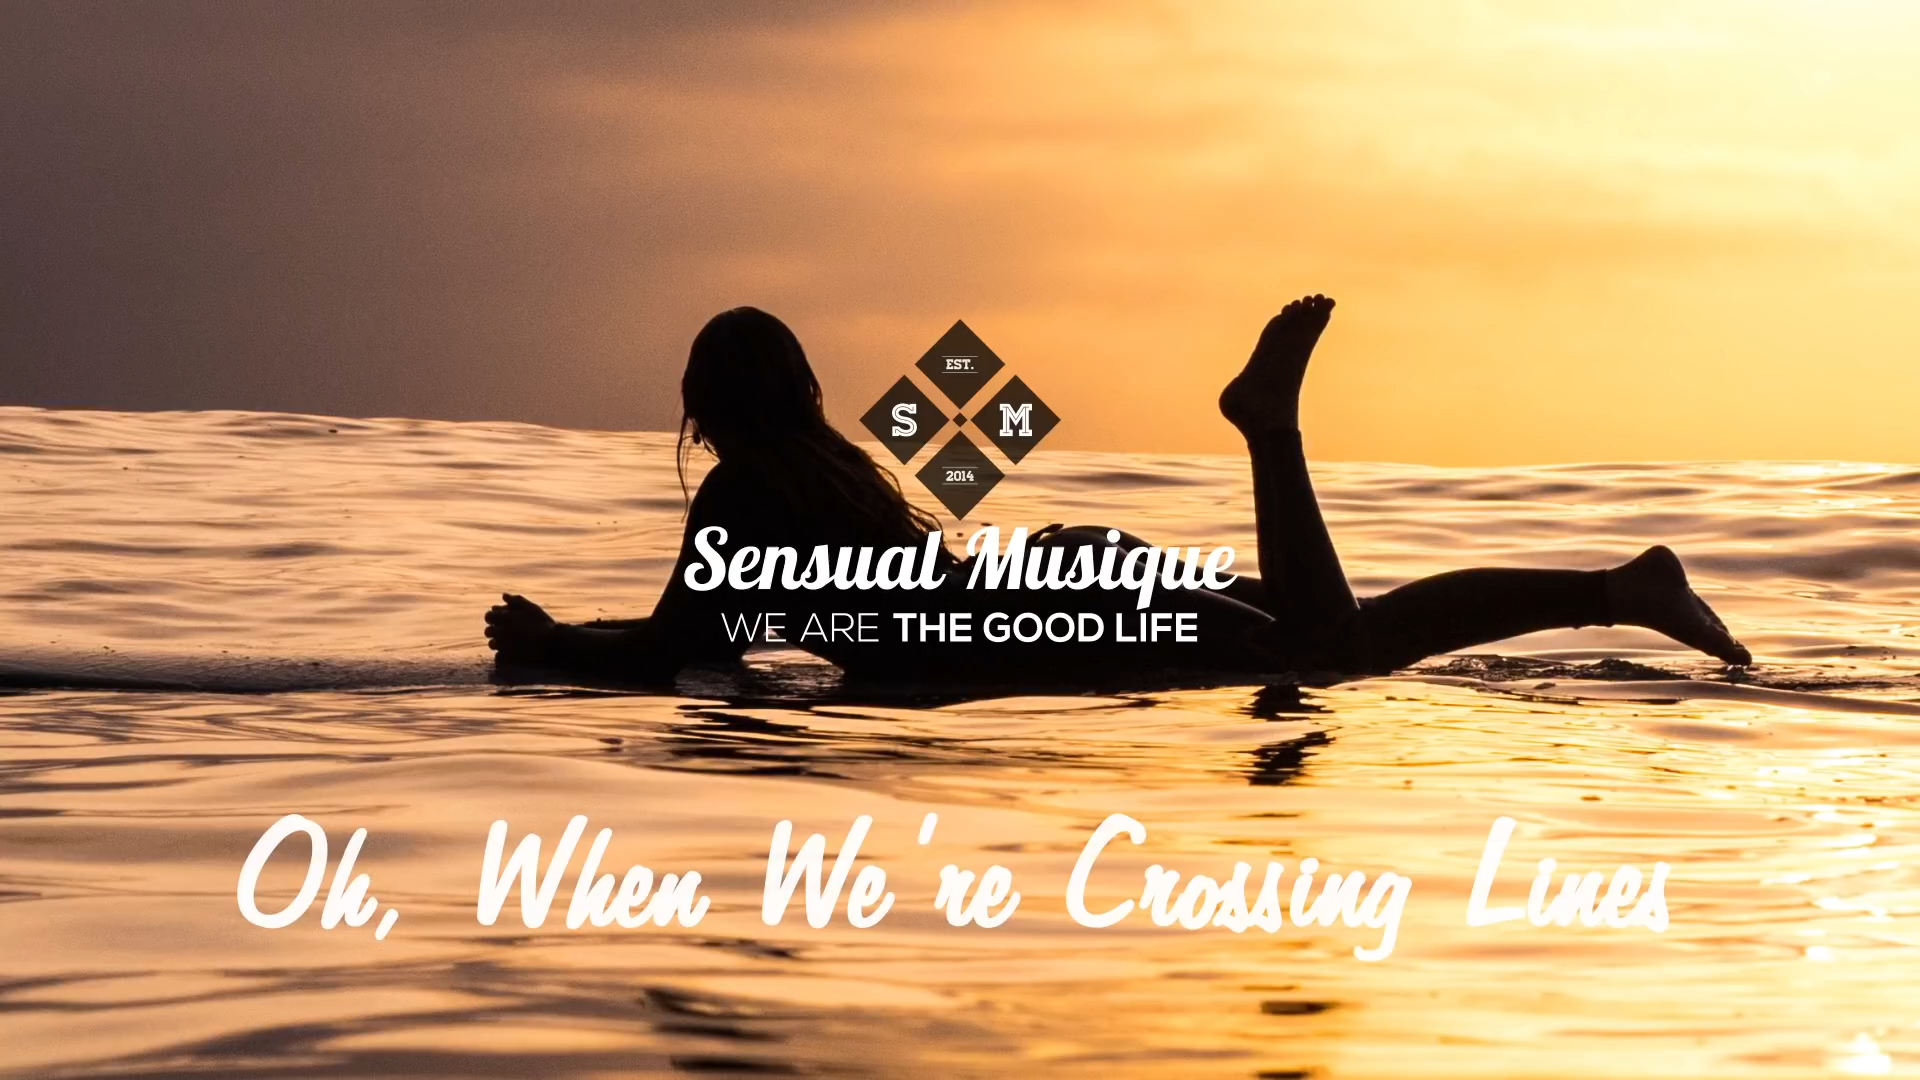 EST.
S M
2014
Sensual Musique
WE ARE THE GOOD LIFE
Oh, When We're Crossing Lines